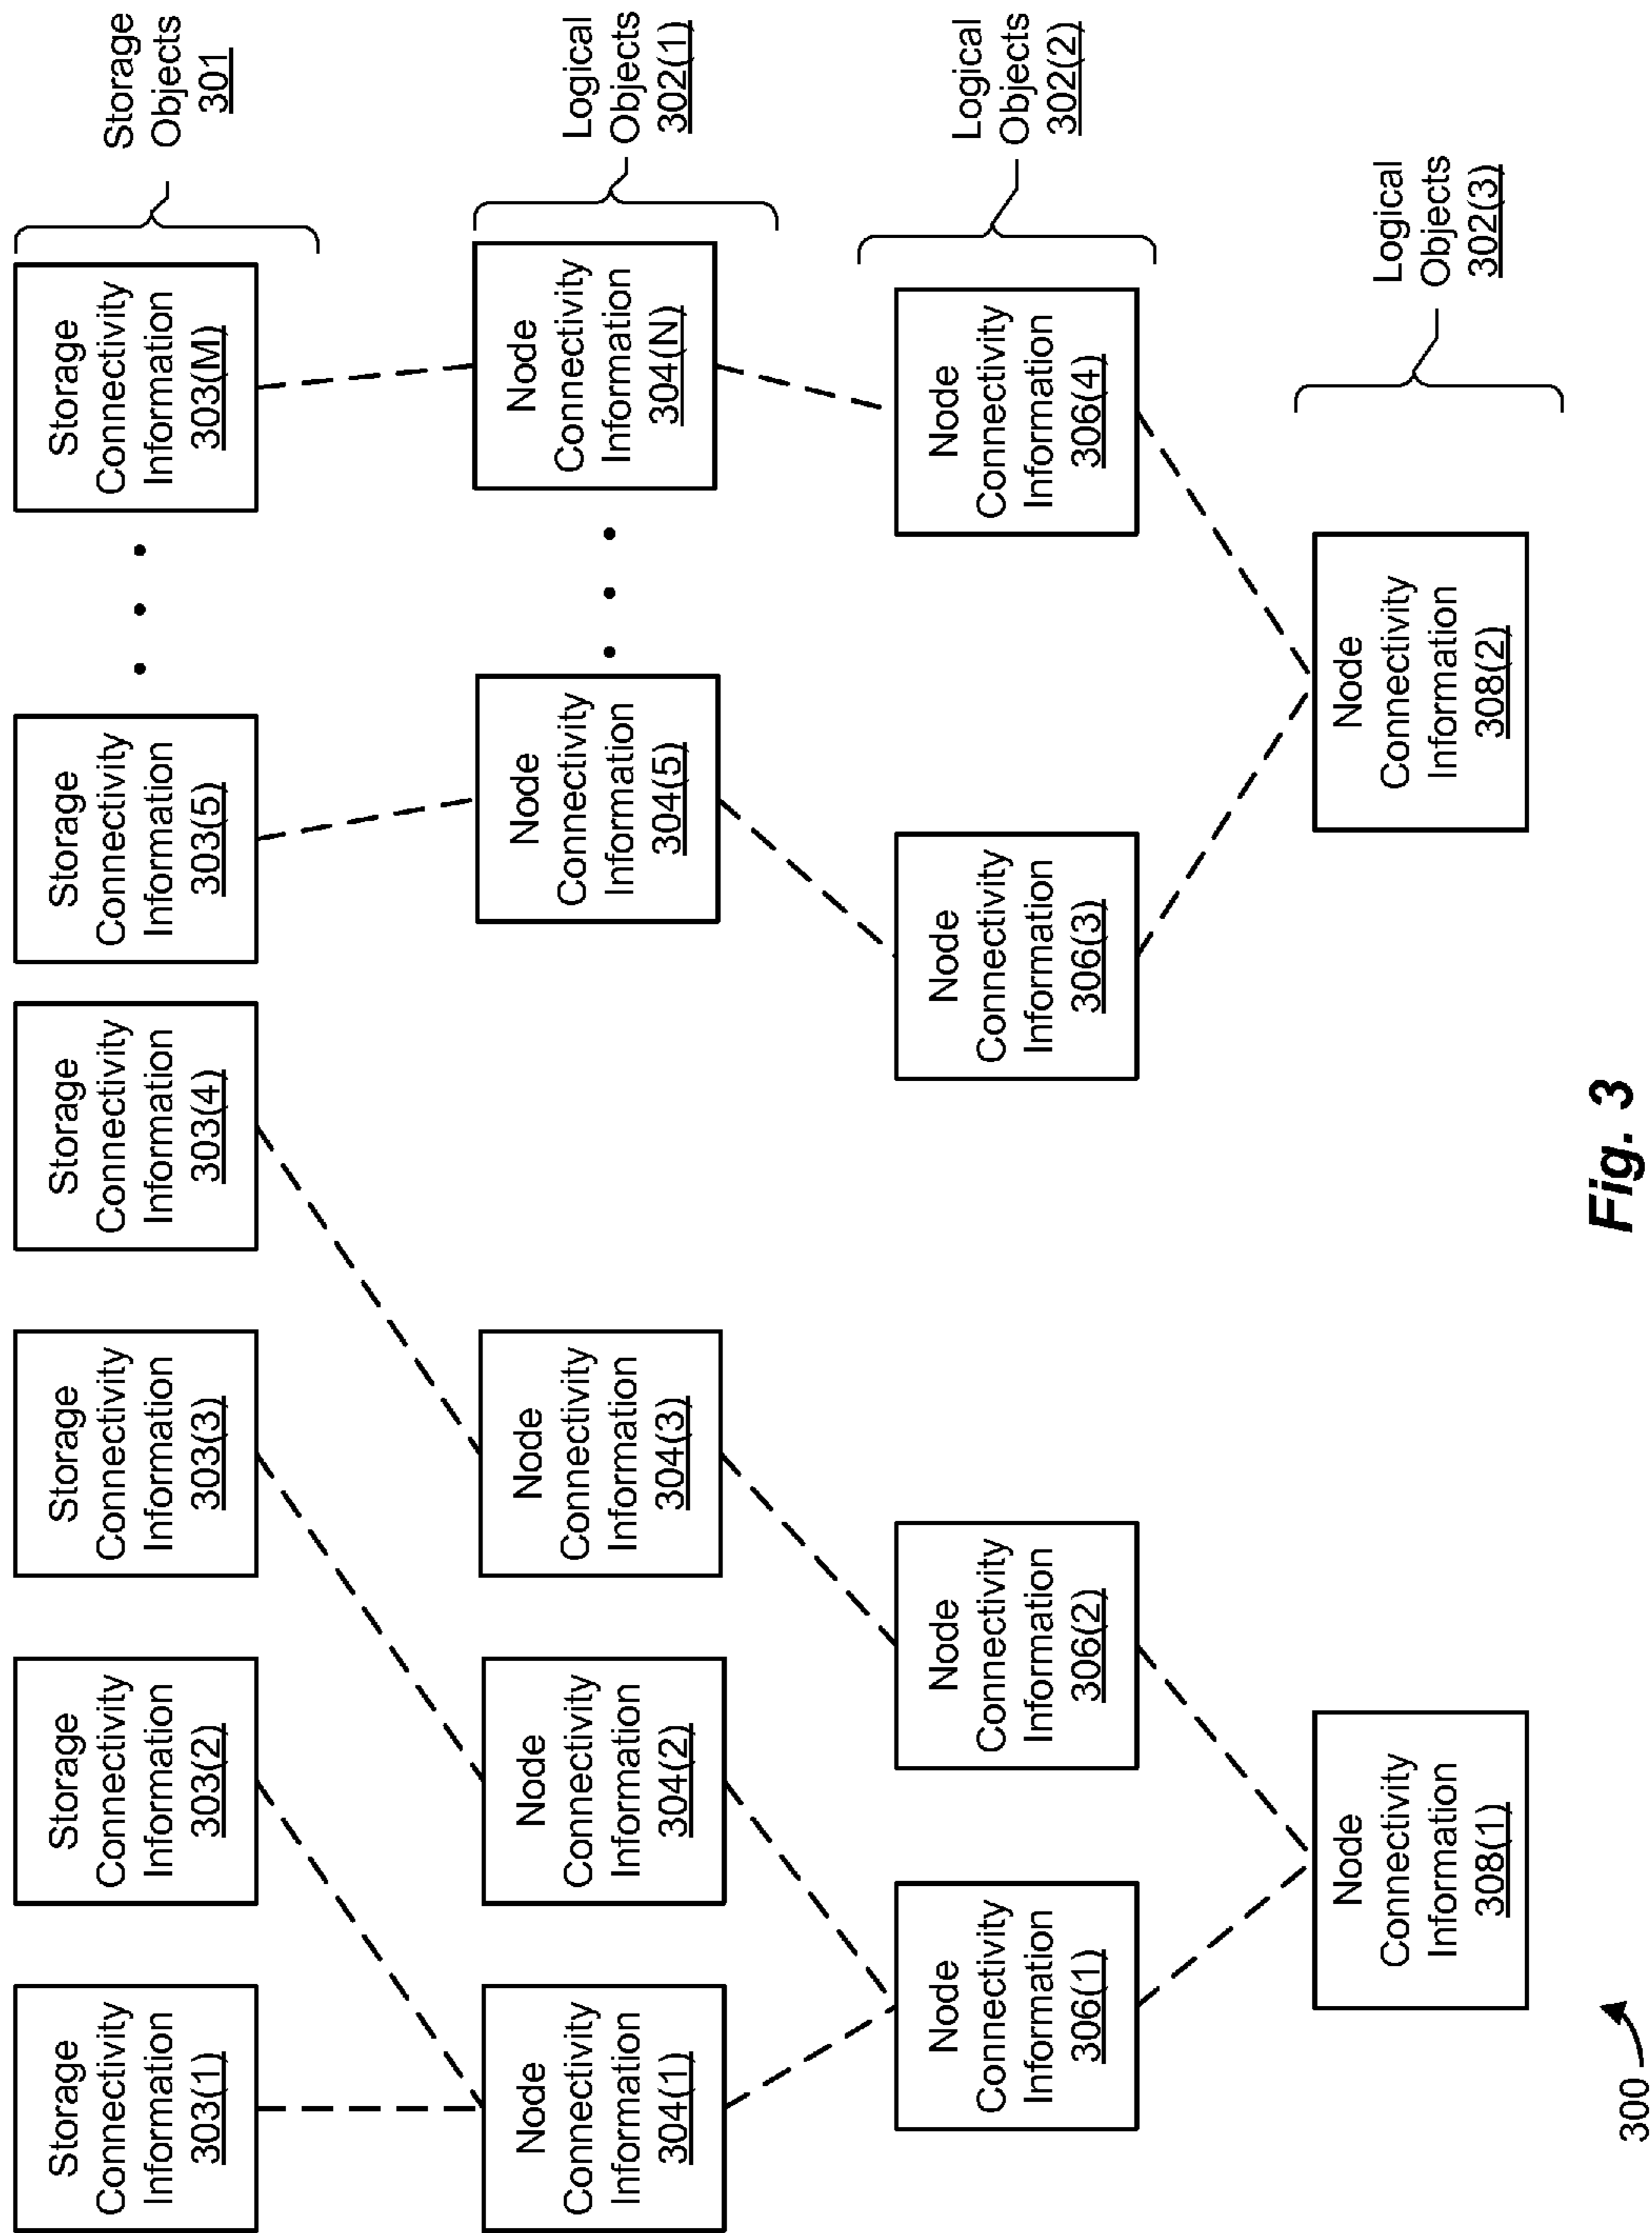 Storage
Connectivity
Information
303(1)
Storage
Connectivity
Information
303(2)
Storage
Connectivity
Information
303(3)
Storage
Connectivity
Information
303(4)
Storage
Connectivity
Information
303(5)
• • •
Storage
Connectivity
Information
303(M)
Storage
Objects
301
Node
Connectivity
Information
304(1)
Node
Connectivity
Information
304(2)
Node
Connectivity
Information
304(3)
Node
Connectivity
Information
304(5)
• • •
Node
Connectivity
Information
304(N)
Logical
Objects
302(1)
Node
Connectivity
Information
306(1)
Node
Connectivity
Information
306(2)
Node
Connectivity
Information
306(3)
Node
Connectivity
Information
306(4)
Logical
Objects
302(2)
Node
Connectivity
Information
308(1)
Node
Connectivity
Information
308(2)
Logical
Objects
302(3)
300
Fig. 3